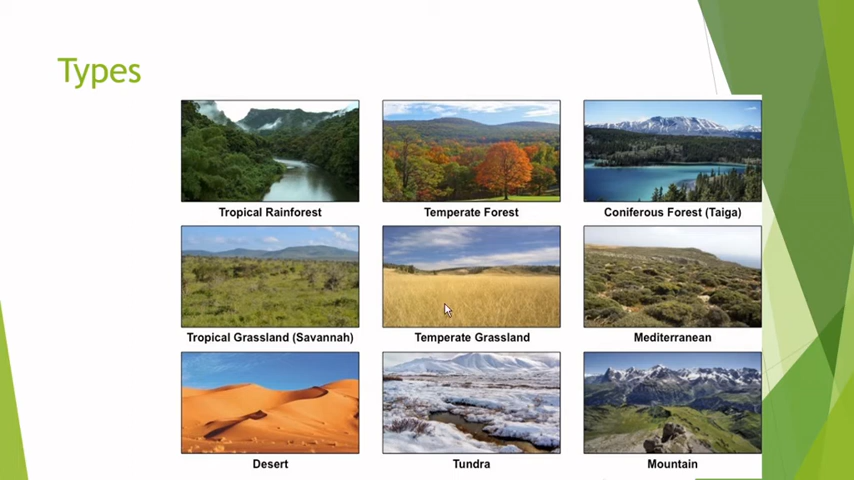 Types
Tropical Rainforest
Temperate Forest
Coniferous Forest (Taiga)
Tropical Grassland (Savannah)
Temperate Grassland
Mediterranean
Desert
Tundra
Mountain